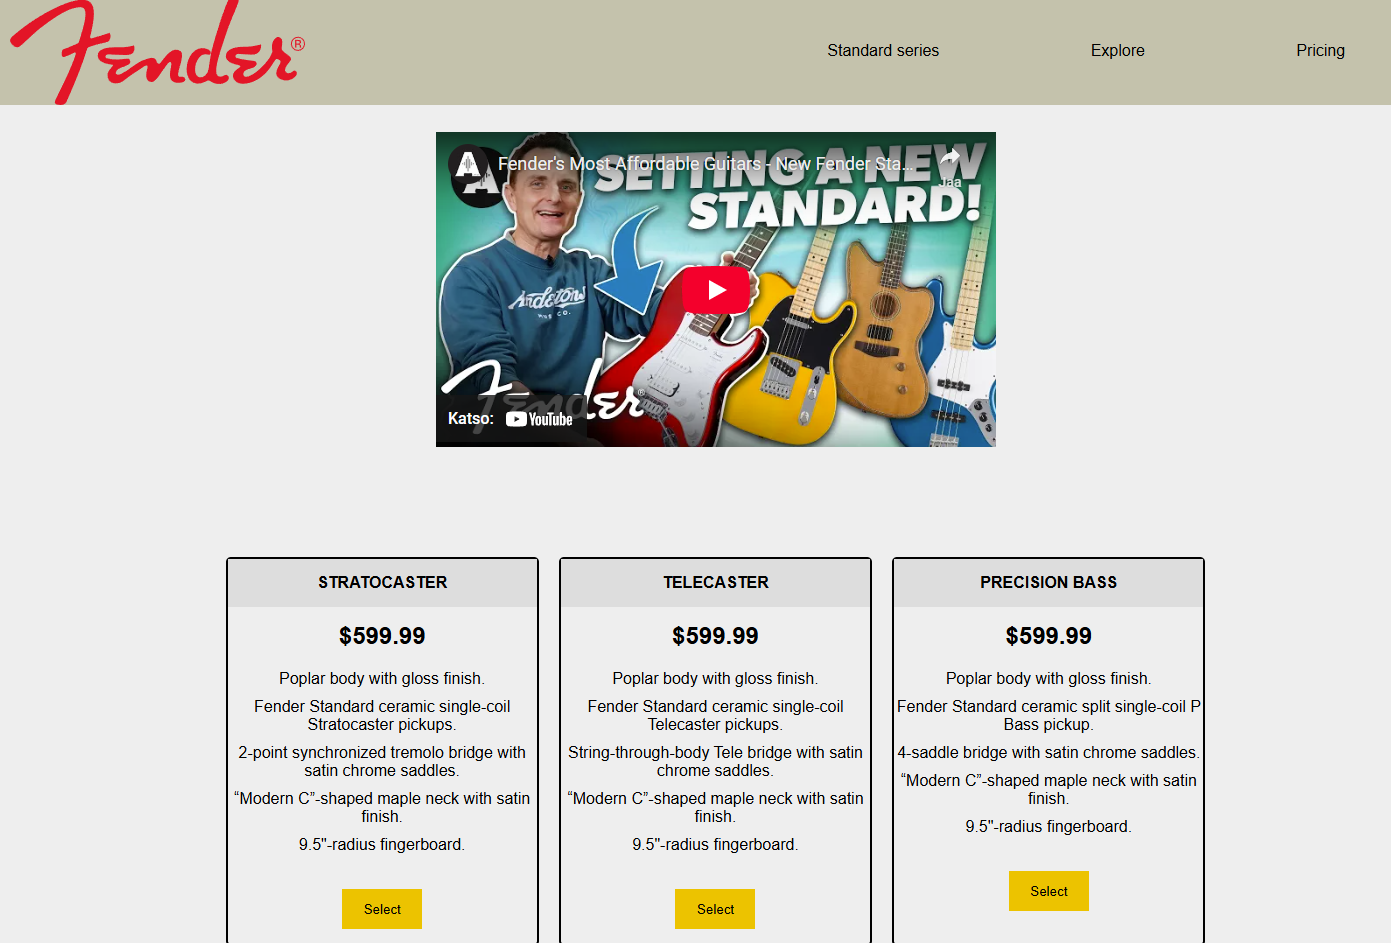 Fender®
Standard series
Explore
Pricing
Fender's Most Affordable Guitars - New Fender Sta...
Jaa
SETTING A NEW
STANDARD!
Andertons
MUSIC CO.
Fender
Katso: YouTube
STRATOCASTER
$599.99
Poplar body with gloss finish.
Fender Standard ceramic single-coil
Stratocaster pickups.
2-point synchronized tremolo bridge with
satin chrome saddles.
“Modern C”-shaped maple neck with satin
finish.
9.5"-radius fingerboard.
Select
TELECASTER
$599.99
Poplar body with gloss finish.
Fender Standard ceramic single-coil
Telecaster pickups.
String-through-body Tele bridge with satin
chrome saddles.
“Modern C”-shaped maple neck with satin
finish.
9.5"-radius fingerboard.
Select
PRECISION BASS
$599.99
Poplar body with gloss finish.
Fender Standard ceramic split single-coil P
Bass pickup.
4-saddle bridge with satin chrome saddles.
“Modern C”-shaped maple neck with satin
finish.
9.5"-radius fingerboard.
Select